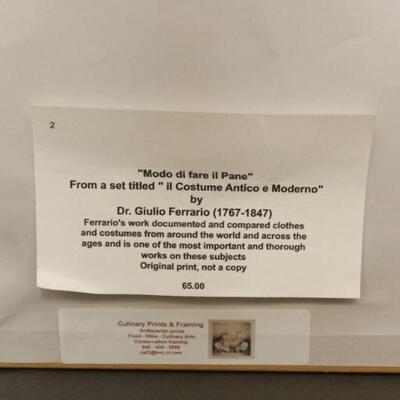 2
"Modo di fare il Pane"
From a set titled " il Costume Antico e Moderno"
by
Dr. Giulio Ferrario (1767-1847)
Ferrario's work documented and compared clothes
and costumes from around the world and across the
ages and is one of the most important and thorough
works on these subjects
Original print, not a copy
65.00
Culinary Prints & Framing
Antiquarian prints
Food - Wine - Culinary Arts
Conservation framing